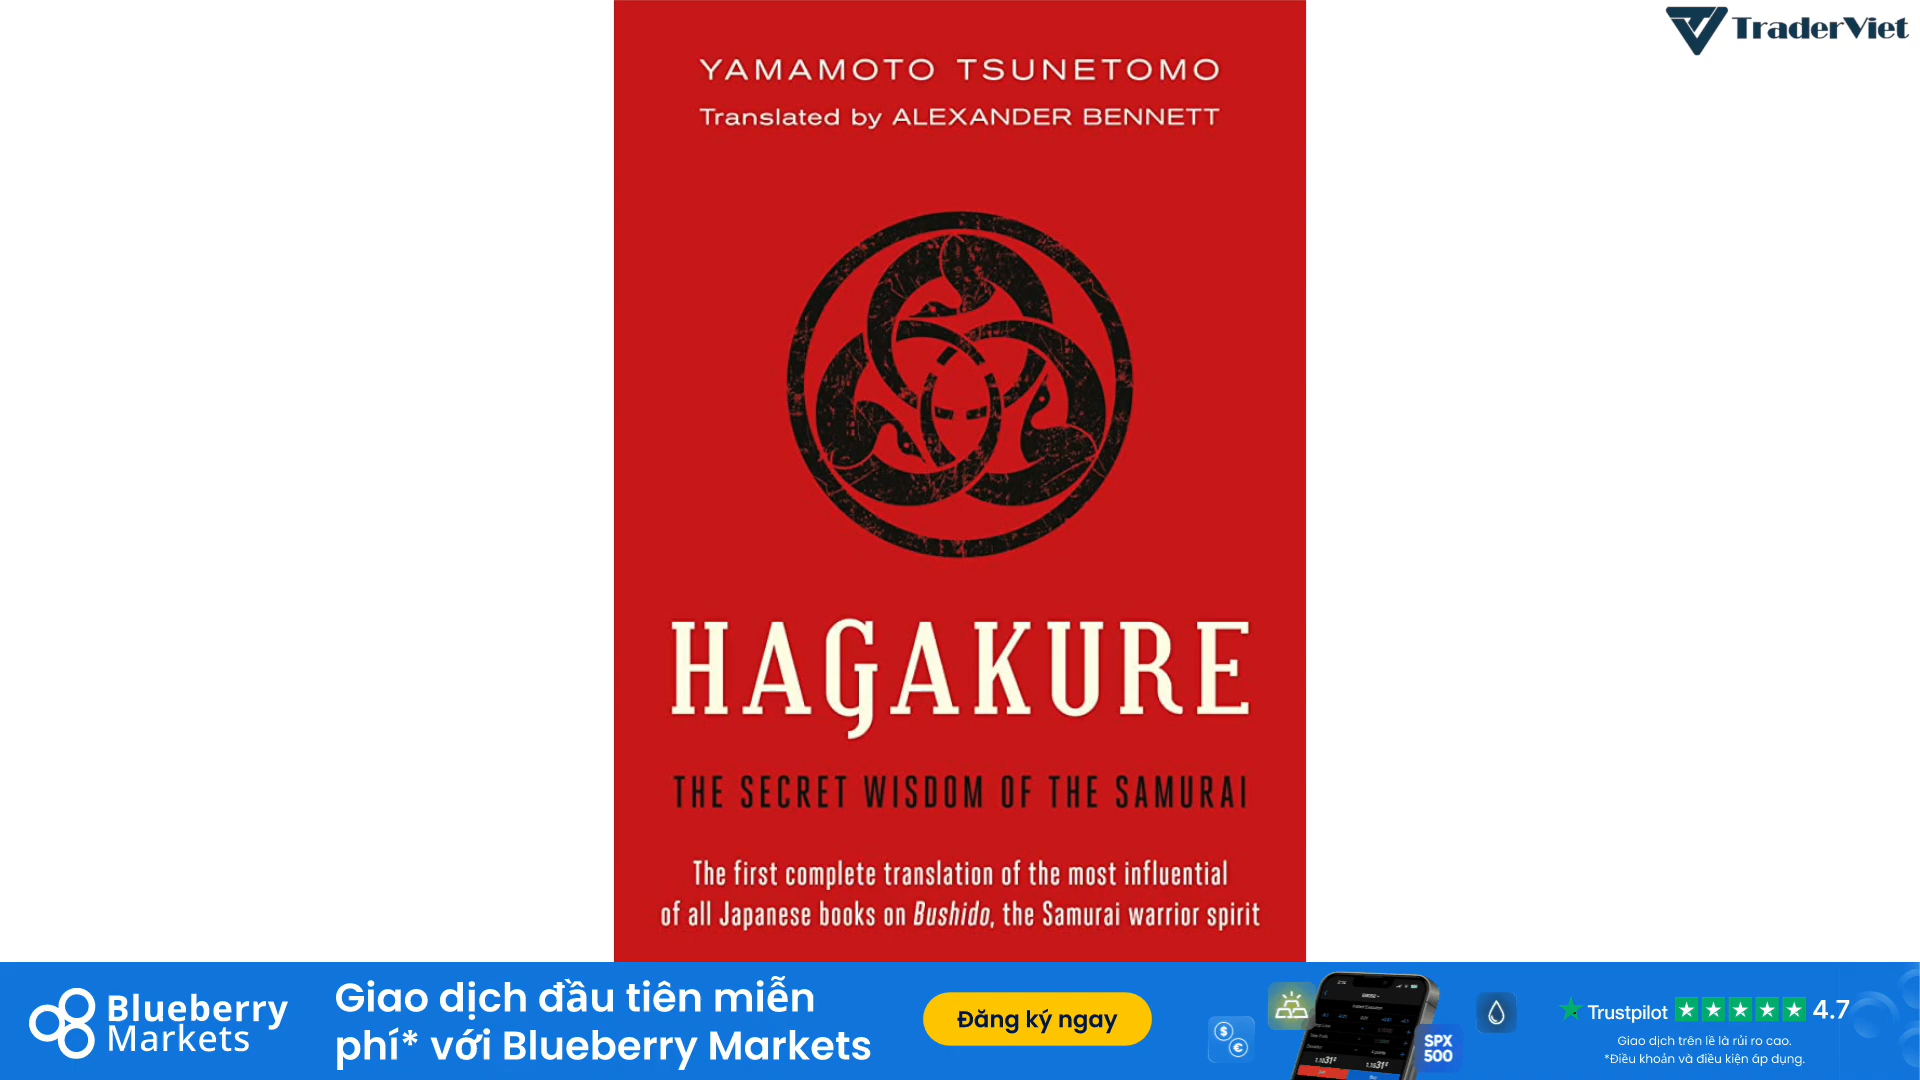 TraderViet
YAMAMOTO TSUNETOMO
Translated by ALEXANDER BENNETT
HAGAKURE
THE SECRET WISDOM OF THE SAMURAI
The first complete translation of the most influential
of all Japanese books on Bushido, the Samurai warrior spirit
Blueberry
Markets
Giao dịch đầu tiên miễn
phí* với Blueberry Markets
Đăng ký ngay
SPX
500
Trustpilot 4.7
Giao dịch trên lề là rủi ro cao.
*Điều khoản và điều kiện áp dụng.